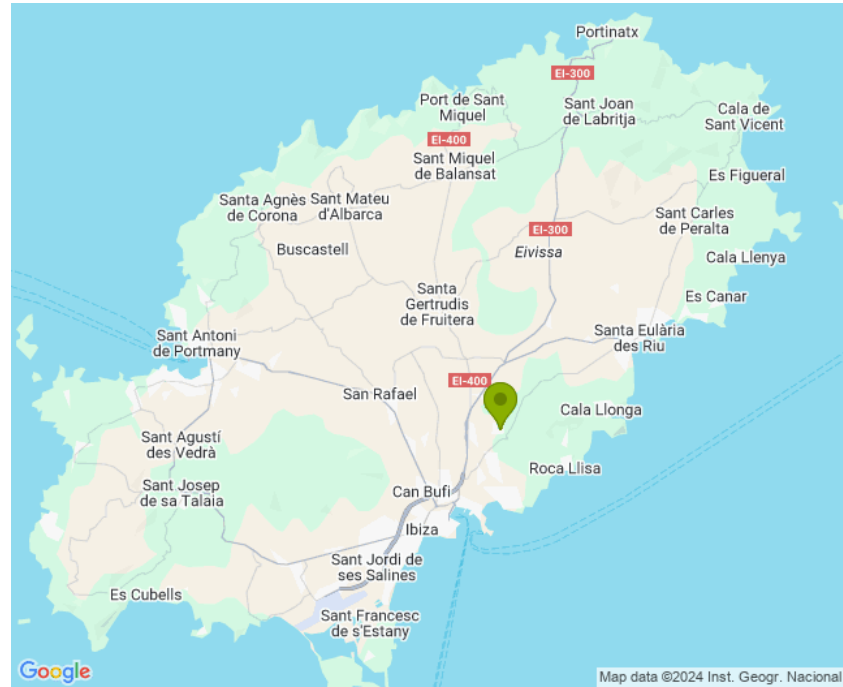 Portinatx
EI-300
Port de Sant
Miquel
Sant Joan
de Labritja
Cala de
Sant Vicent
EI-400
Sant Miquel
de Balansat
Es Figueral
Santa Agnès
de Corona
Sant Mateu
d'Albarca
Sant Carles
de Peralta
EI-300
Buscastell
Eivissa
Cala Llenya
Santa
Gertrudis
de Fruitera
Es Canar
Sant Antoni
de Portmany
Santa Eulària
des Riu
EI-400
San Rafael
Cala Llonga
Sant Agustí
des Vedrà
Roca Llisa
Sant Josep
de sa Talaia
Can Bufi
Ibiza
Sant Jordi de
ses Salines
Es Cubells
Sant Francesc
de s'Estany
Google
Map data ©2024 Inst. Geogr. Nacional